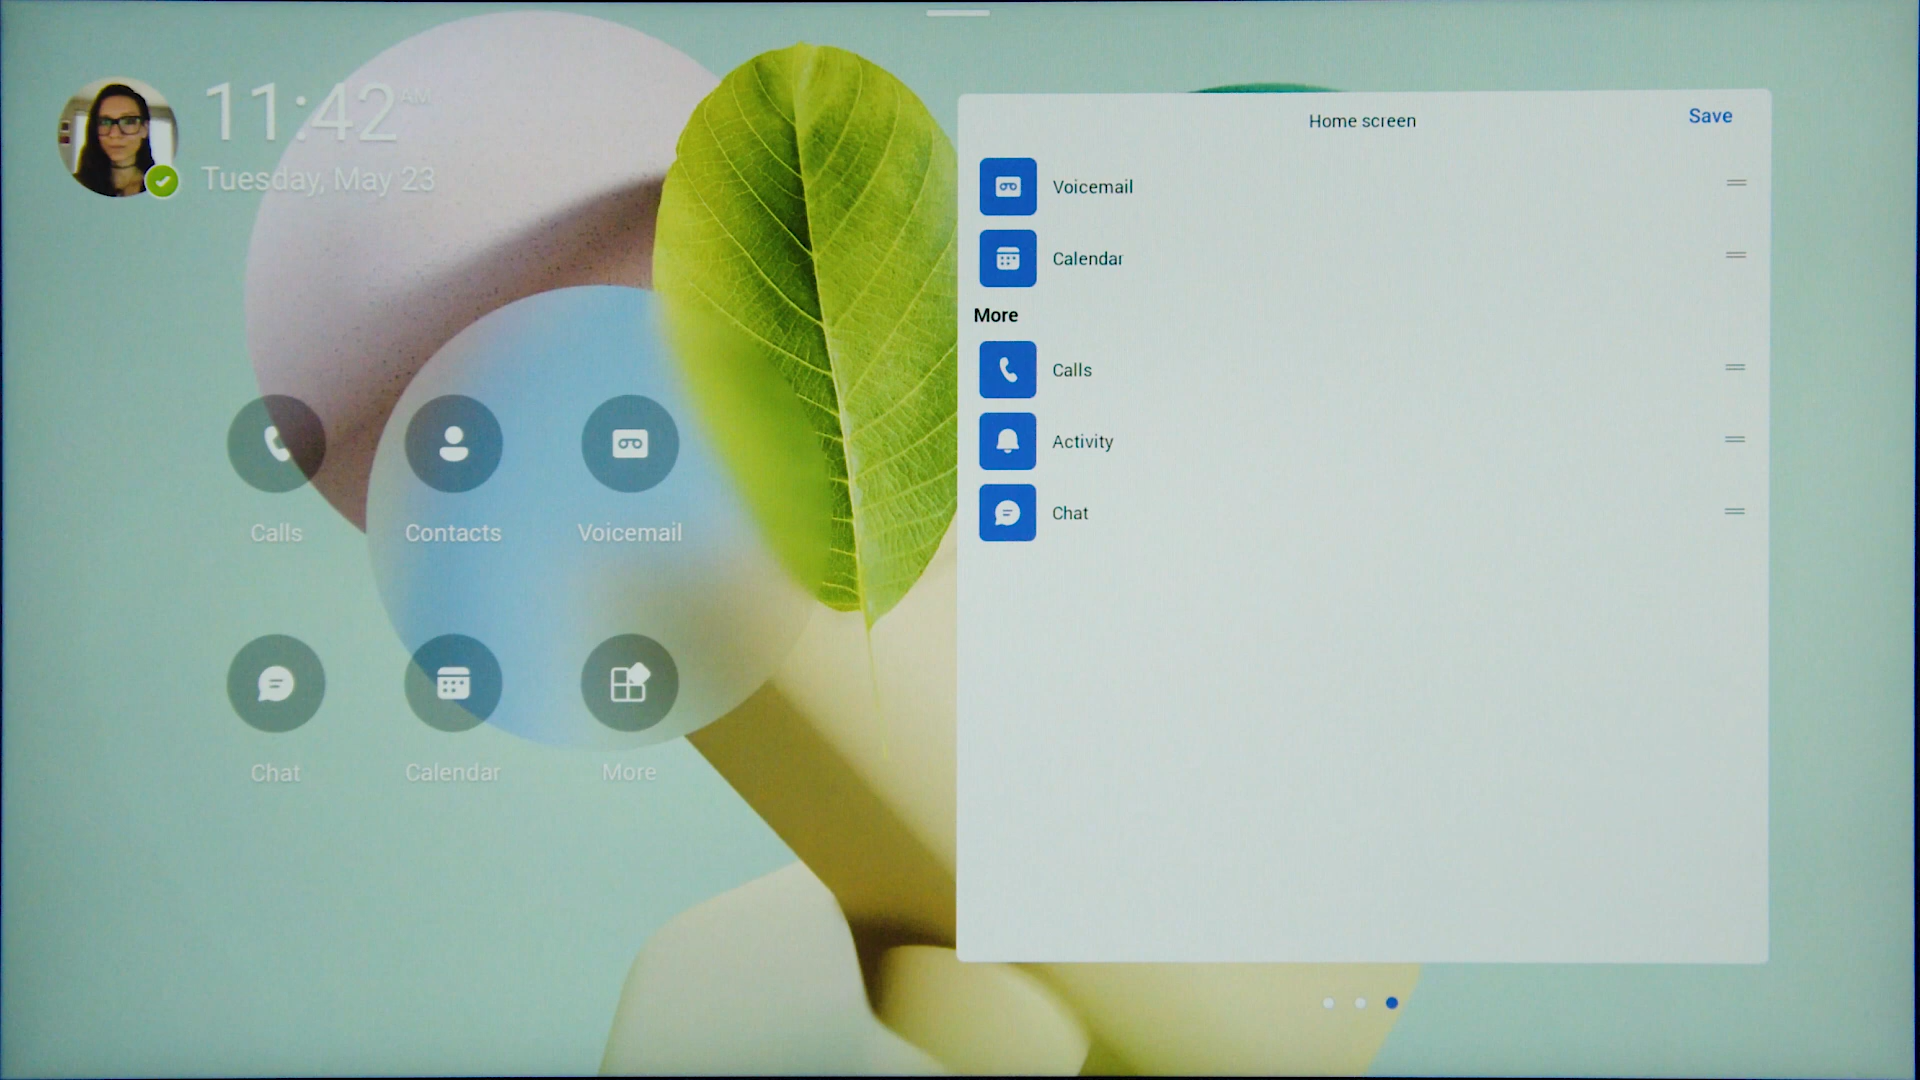 11:42 AM
Tuesday, May 23
Calls
Contacts
Voicemail
Chat
Calendar
More
Home screen
Save
Voicemail
Calendar
More
Calls
Activity
Chat